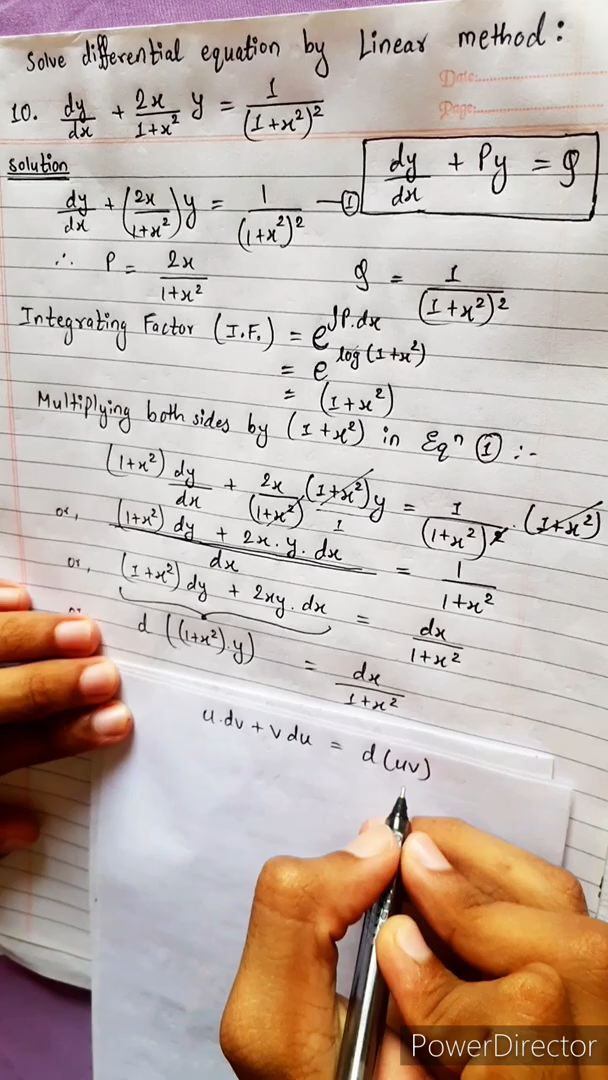 Solve differential equation by Linear method:
Date:
Page:
10. dy/dx + 2x/1+x² y = 1/(1+x²)²
Solution
dy/dx + Py = Q
dy/dx + (2x/1+x²)y = 1/(1+x²)² —①
∴ P = 2x/1+x² Q = 1/(1+x²)²
Integrating Factor (I.F.) = e^∫P.dx
= e^log(1+x²)
= (1+x²)
Multiplying both sides by (1+x²) in Eqⁿ ① :-
(1+x²) dy/dx + 2x/(1+x²) (1+x²)/1 y = 1/(1+x²)² · (1+x²)
or, (1+x²) dy + 2x.y.dx/dx = 1/1+x²
or, (1+x²) dy + 2xy.dx = dx/1+x²
or d((1+x²).y) = dx/1+x²
u.dv + v du = d(uv)
PowerDirector